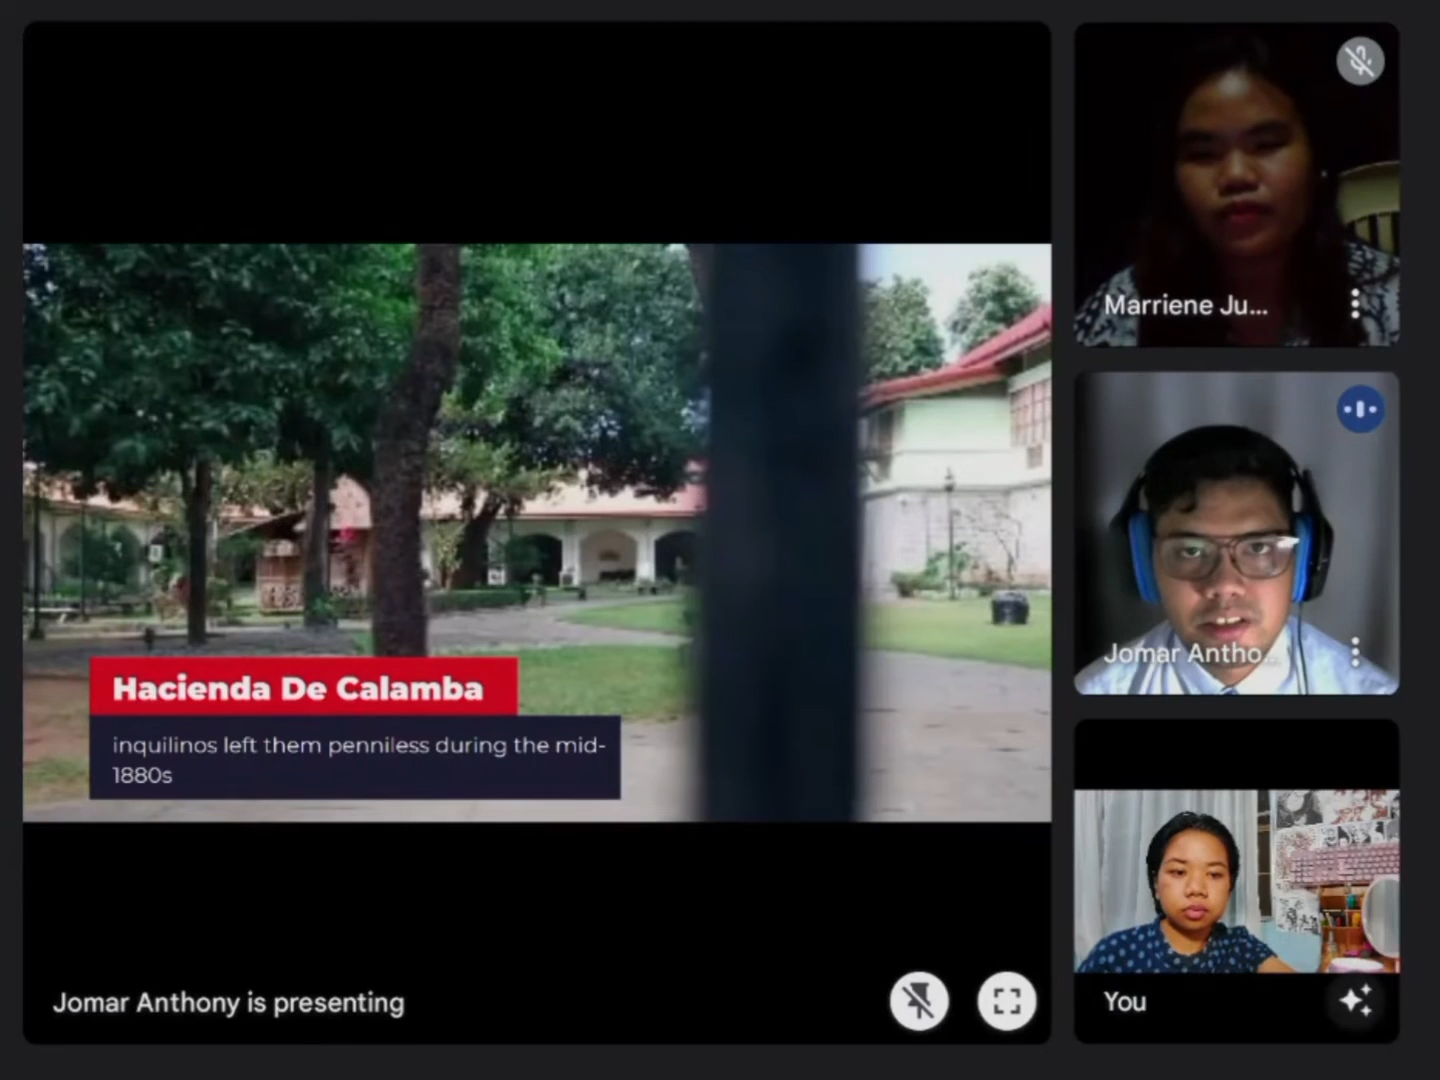 Marriene Ju...
Jomar Antho...
Hacienda De Calamba
inquilinos left them penniless during the mid-
1880s
Jomar Anthony is presenting
You